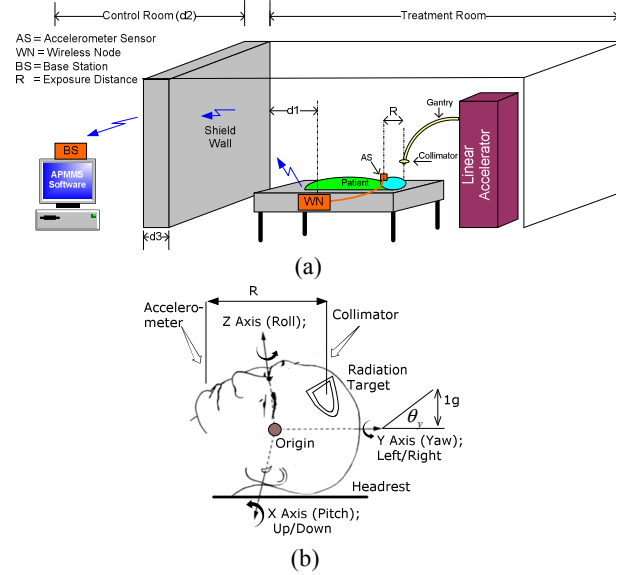 Control Room (d2)
Treatment Room
AS = Accelerometer Sensor
WN = Wireless Node
BS = Base Station
R = Exposure Distance
BS
APMMS
Software
Shield
Wall
d1
R
Gantry
AS
Collimator
Patient
WN
Linear
Accelerator
d3
(a)
R
Accelero-
meter
Collimator
Z Axis (Roll);
Radiation
Target
1g
θy
Origin
Y Axis (Yaw);
Left/Right
Headrest
X Axis (Pitch);
Up/Down
(b)